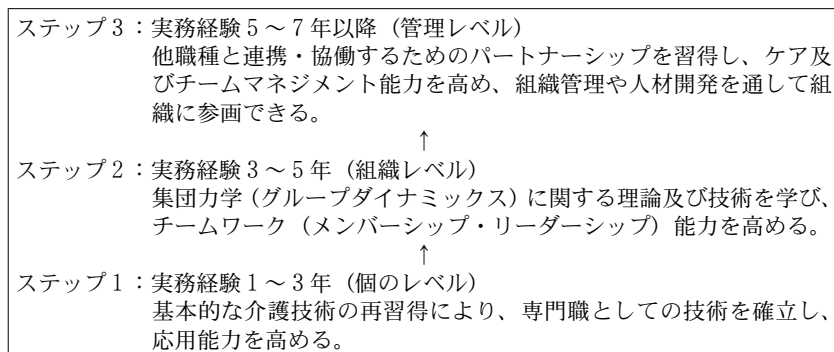 ステップ3：実務経験5～7年以降（管理レベル）
他職種と連携・協働するためのパートナーシップを習得し、ケア及
びチームマネジメント能力を高め、組織管理や人材開発を通して組
織に参画できる。
↑
ステップ2：実務経験3～5年（組織レベル）
集団力学（グループダイナミックス）に関する理論及び技術を学び、
チームワーク（メンバーシップ・リーダーシップ）能力を高める。
↑
ステップ1：実務経験1～3年（個のレベル）
基本的な介護技術の再習得により、専門職としての技術を確立し、
応用能力を高める。